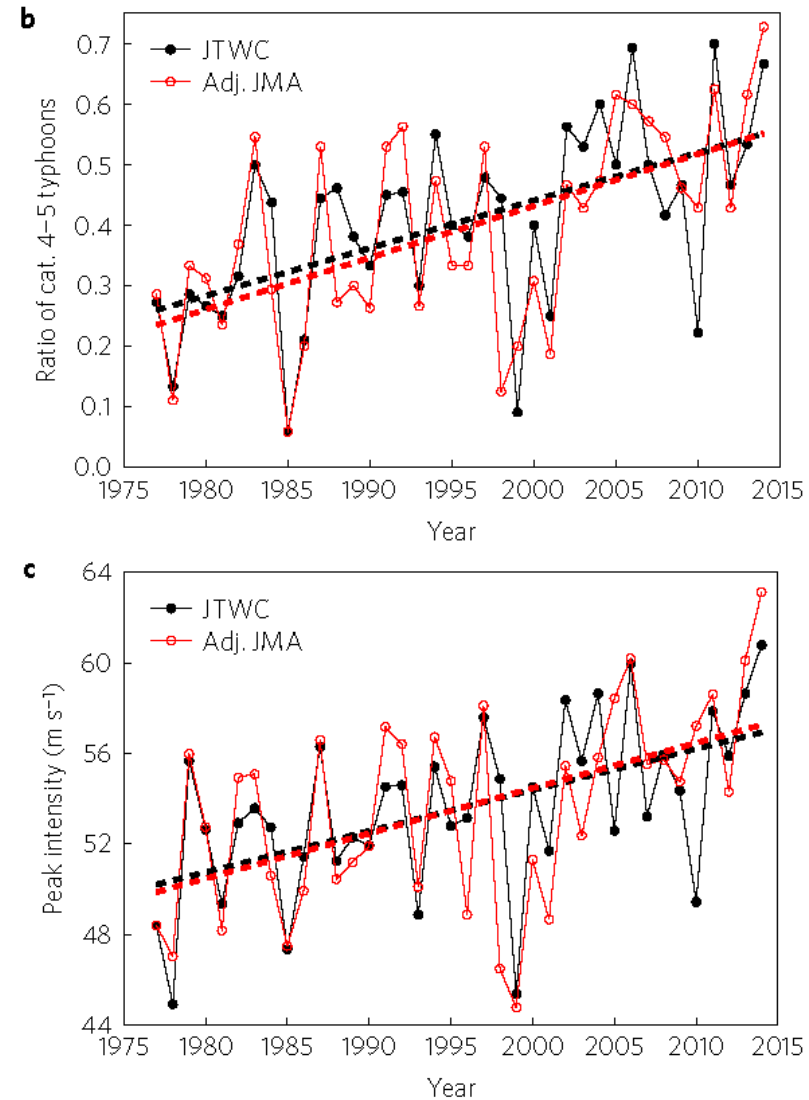 b
JTWC
Adj. JMA
Ratio of cat. 4–5 typhoons
0.7
0.6
0.5
0.4
0.3
0.2
0.1
0.0
1975 1980 1985 1990 1995 2000 2005 2010 2015
Year
c
JTWC
Adj. JMA
Peak intensity (m s⁻¹)
64
60
56
52
48
44
1975 1980 1985 1990 1995 2000 2005 2010 2015
Year